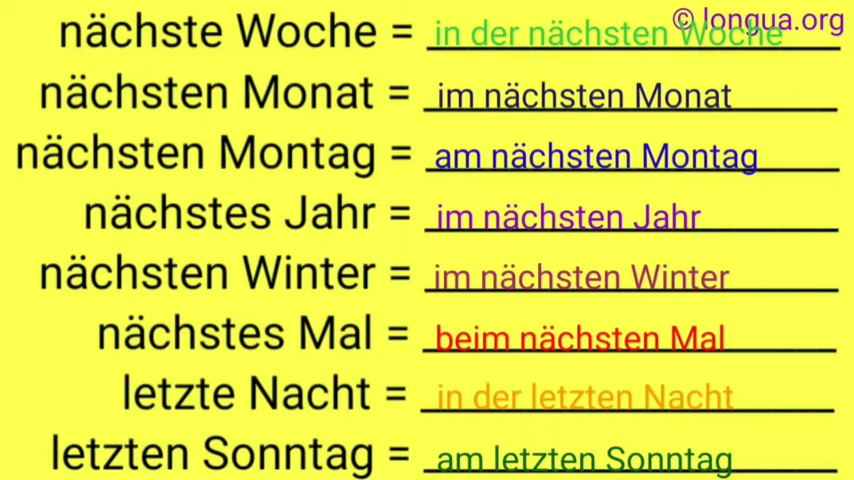 © longua.org
nächste Woche = in der nächsten Woche
nächsten Monat = im nächsten Monat
nächsten Montag = am nächsten Montag
nächstes Jahr = im nächsten Jahr
nächsten Winter = im nächsten Winter
nächstes Mal = beim nächsten Mal
letzte Nacht = in der letzten Nacht
letzten Sonntag = am letzten Sonntag